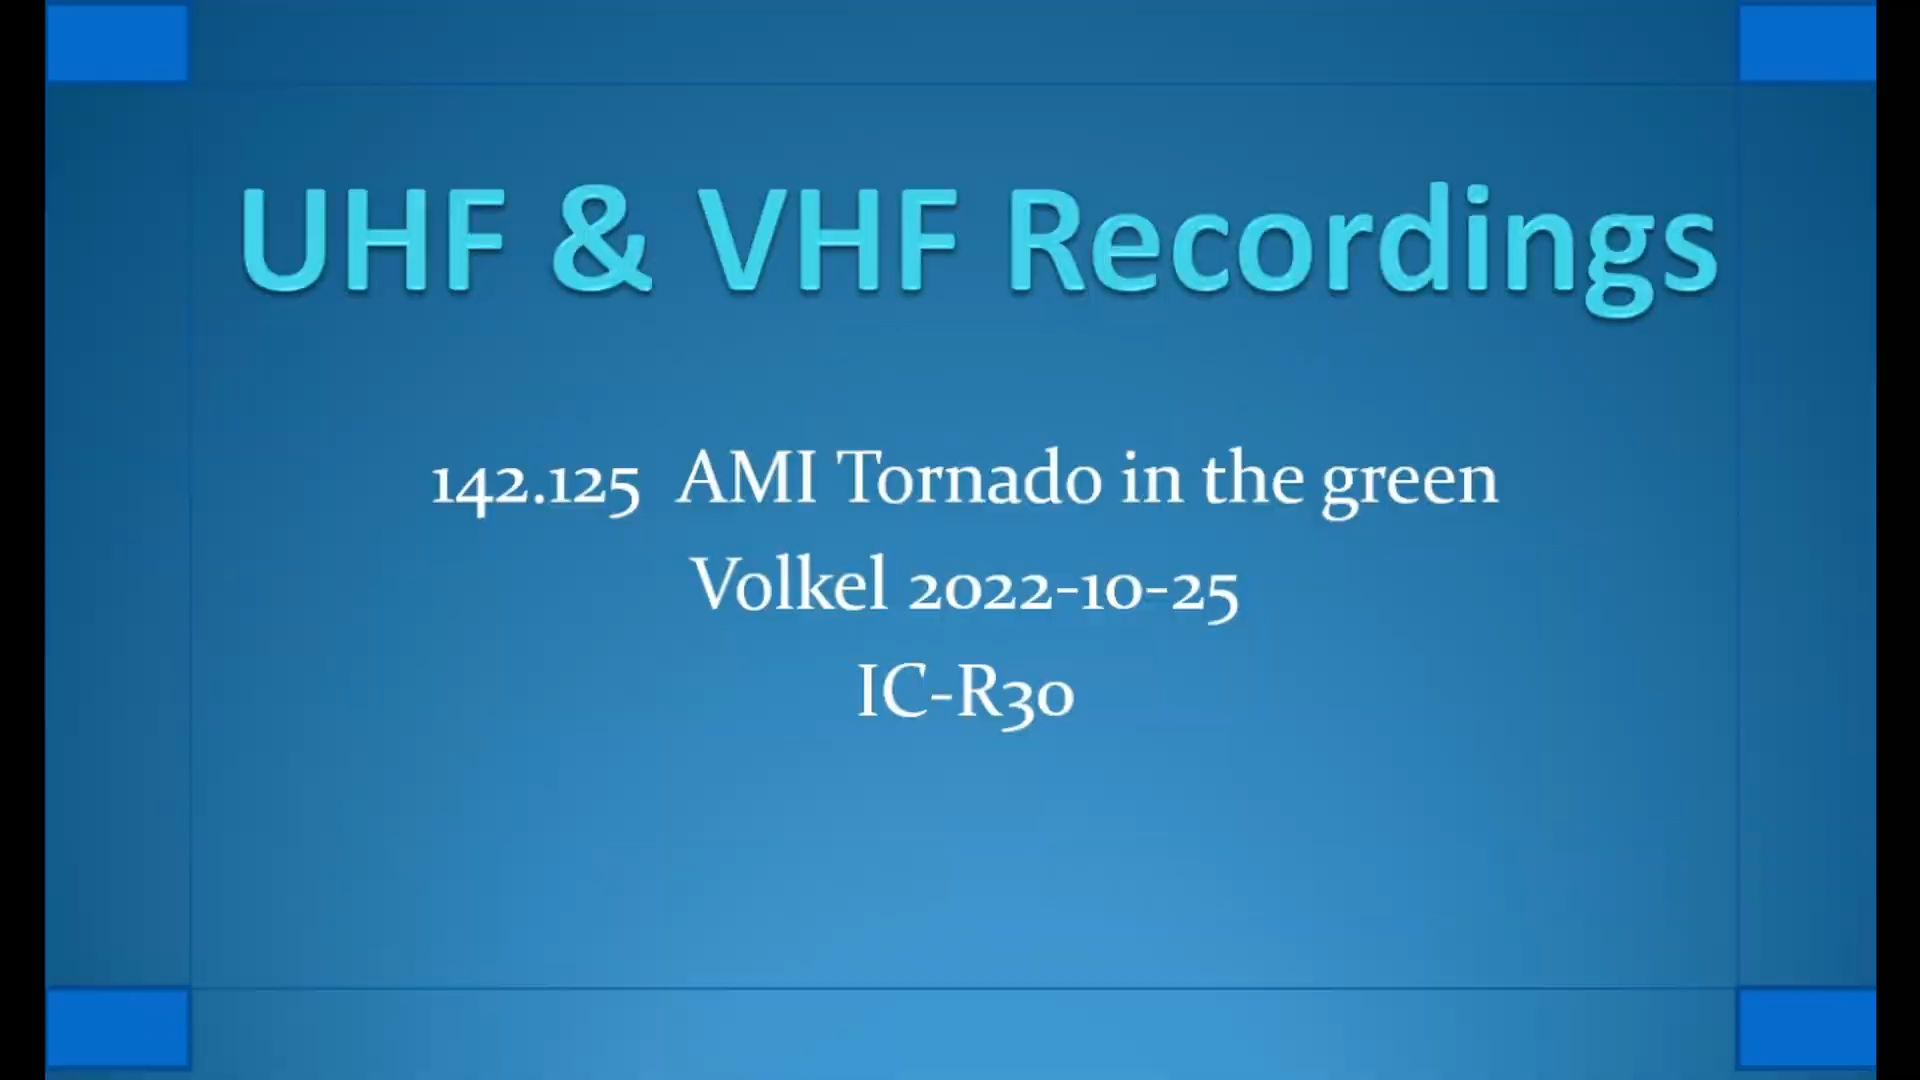 UHF & VHF Recordings
142.125 AMI Tornado in the green
Volkel 2022-10-25
IC-R30